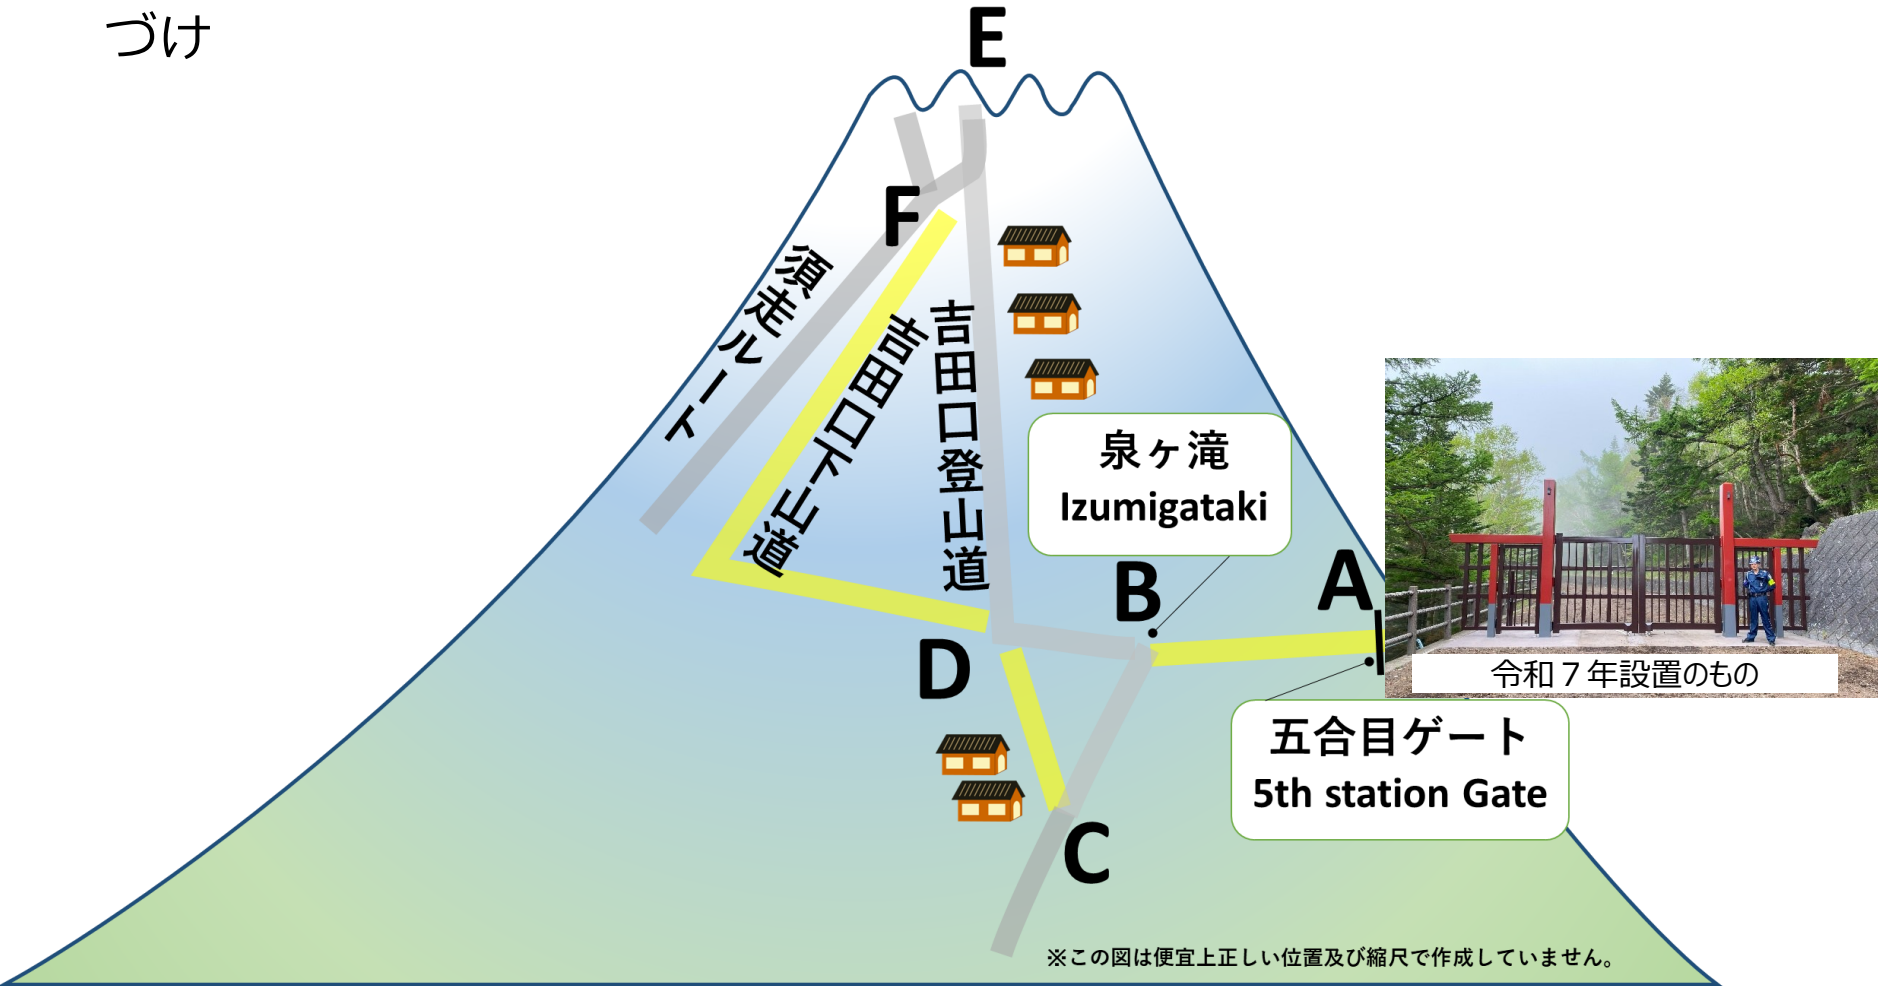 づけ
E
F
須走ルート
吉田口下山道
吉田口登山道
泉ヶ滝
Izumigataki
B
A
D
令和７年設置のもの
五合目ゲート
5th station Gate
C
※この図は便宜上正しい位置及び縮尺で作成していません。